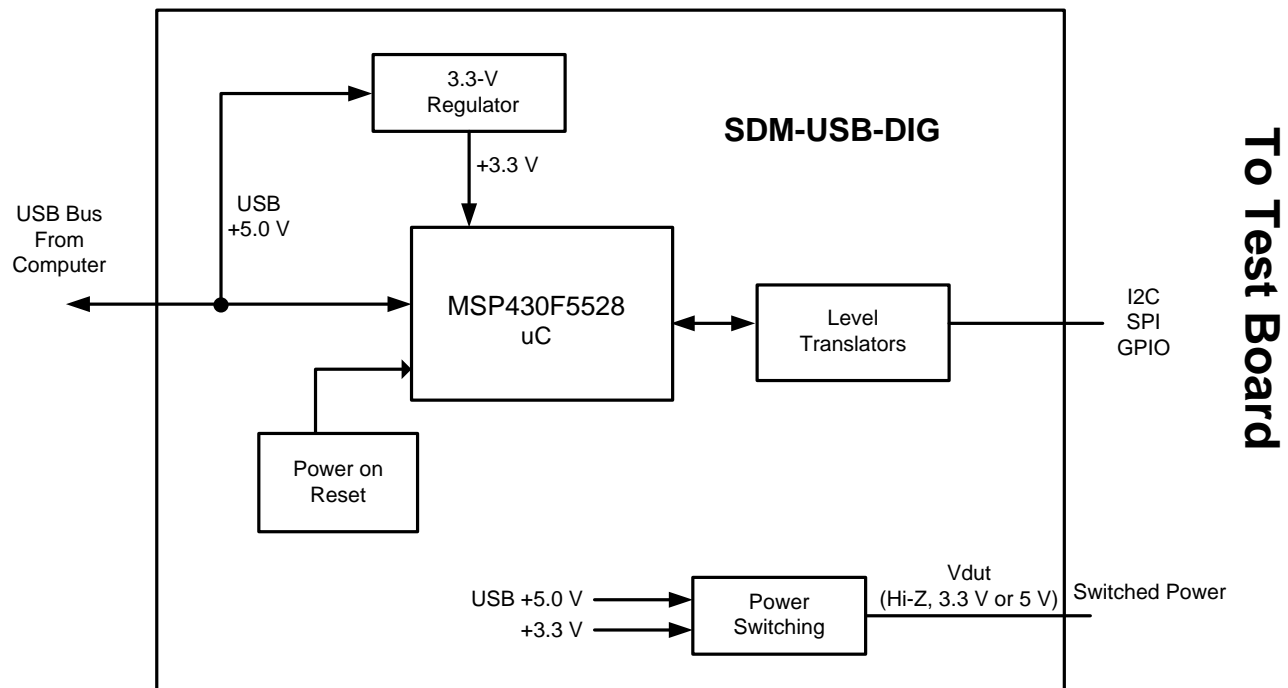 3.3-V
Regulator
SDM-USB-DIG
+3.3 V
USB
+5.0 V
USB Bus
From
Computer
MSP430F5528
uC
Level
Translators
I2C
SPI
GPIO
To Test Board
Power on
Reset
USB +5.0 V
+3.3 V
Power
Switching
Vdut
(Hi-Z, 3.3 V or 5 V)
Switched Power